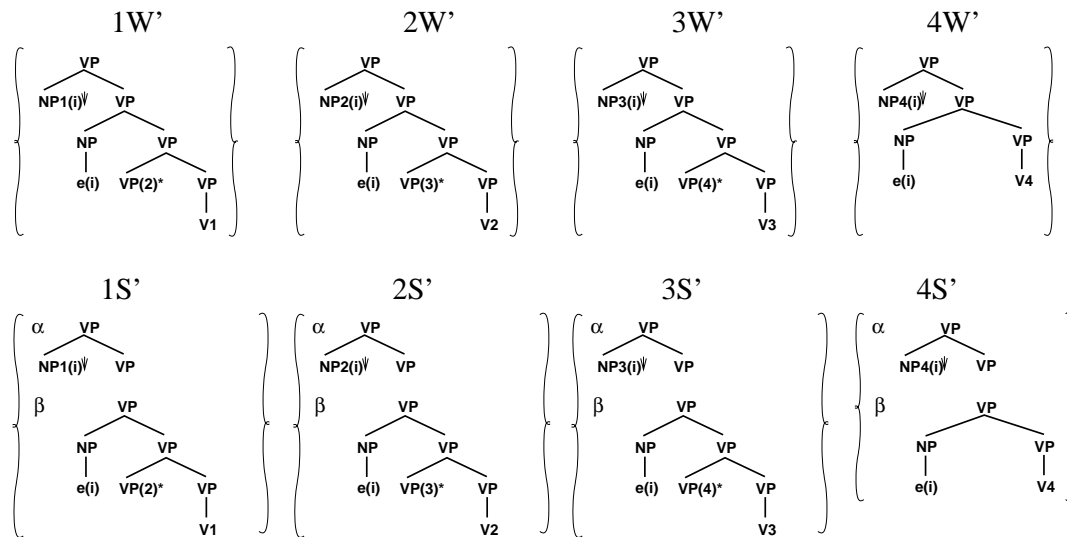 1W’ 2W’ 3W’ 4W’
VP VP VP VP
NP1(i) VP NP2(i) VP NP3(i) VP NP4(i) VP
NP VP NP VP NP VP NP VP
e(i) VP(2)* VP e(i) VP(3)* VP e(i) VP(4)* VP e(i) V4
V1 V2 V3
1S’ 2S’ 3S’ 4S’
α VP α VP α VP α VP
NP1(i) VP NP2(i) VP NP3(i) VP NP4(i) VP
β VP β VP β VP β VP
NP VP NP VP NP VP NP VP
e(i) VP(2)* VP e(i) VP(3)* VP e(i) VP(4)* VP e(i) V4
V1 V2 V3